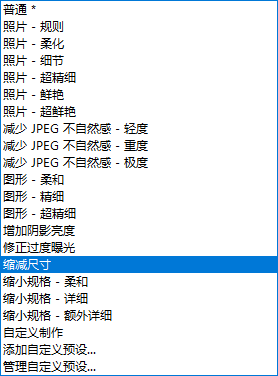 普通 *
照片 - 规则
照片 - 柔化
照片 - 细节
照片 - 超精细
照片 - 鲜艳
照片 - 超鲜艳
减少 JPEG 不自然感 - 轻度
减少 JPEG 不自然感 - 重度
减少 JPEG 不自然感 - 极度
图形 - 柔和
图形 - 精细
图形 - 超精细
增加阴影亮度
修正过度曝光
缩减尺寸
缩小规格 - 柔和
缩小规格 - 详细
缩小规格 - 额外详细
自定义制作
添加自定义预设...
管理自定义预设...